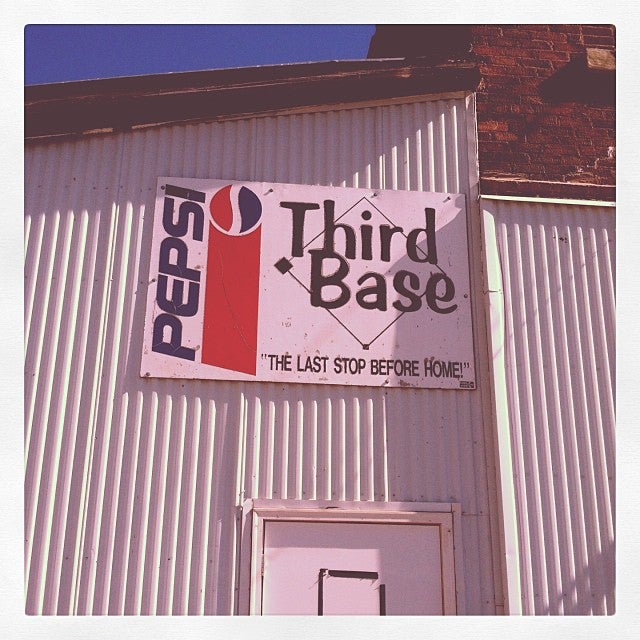 PEPSI
Third
Base
"THE LAST STOP BEFORE HOME!"